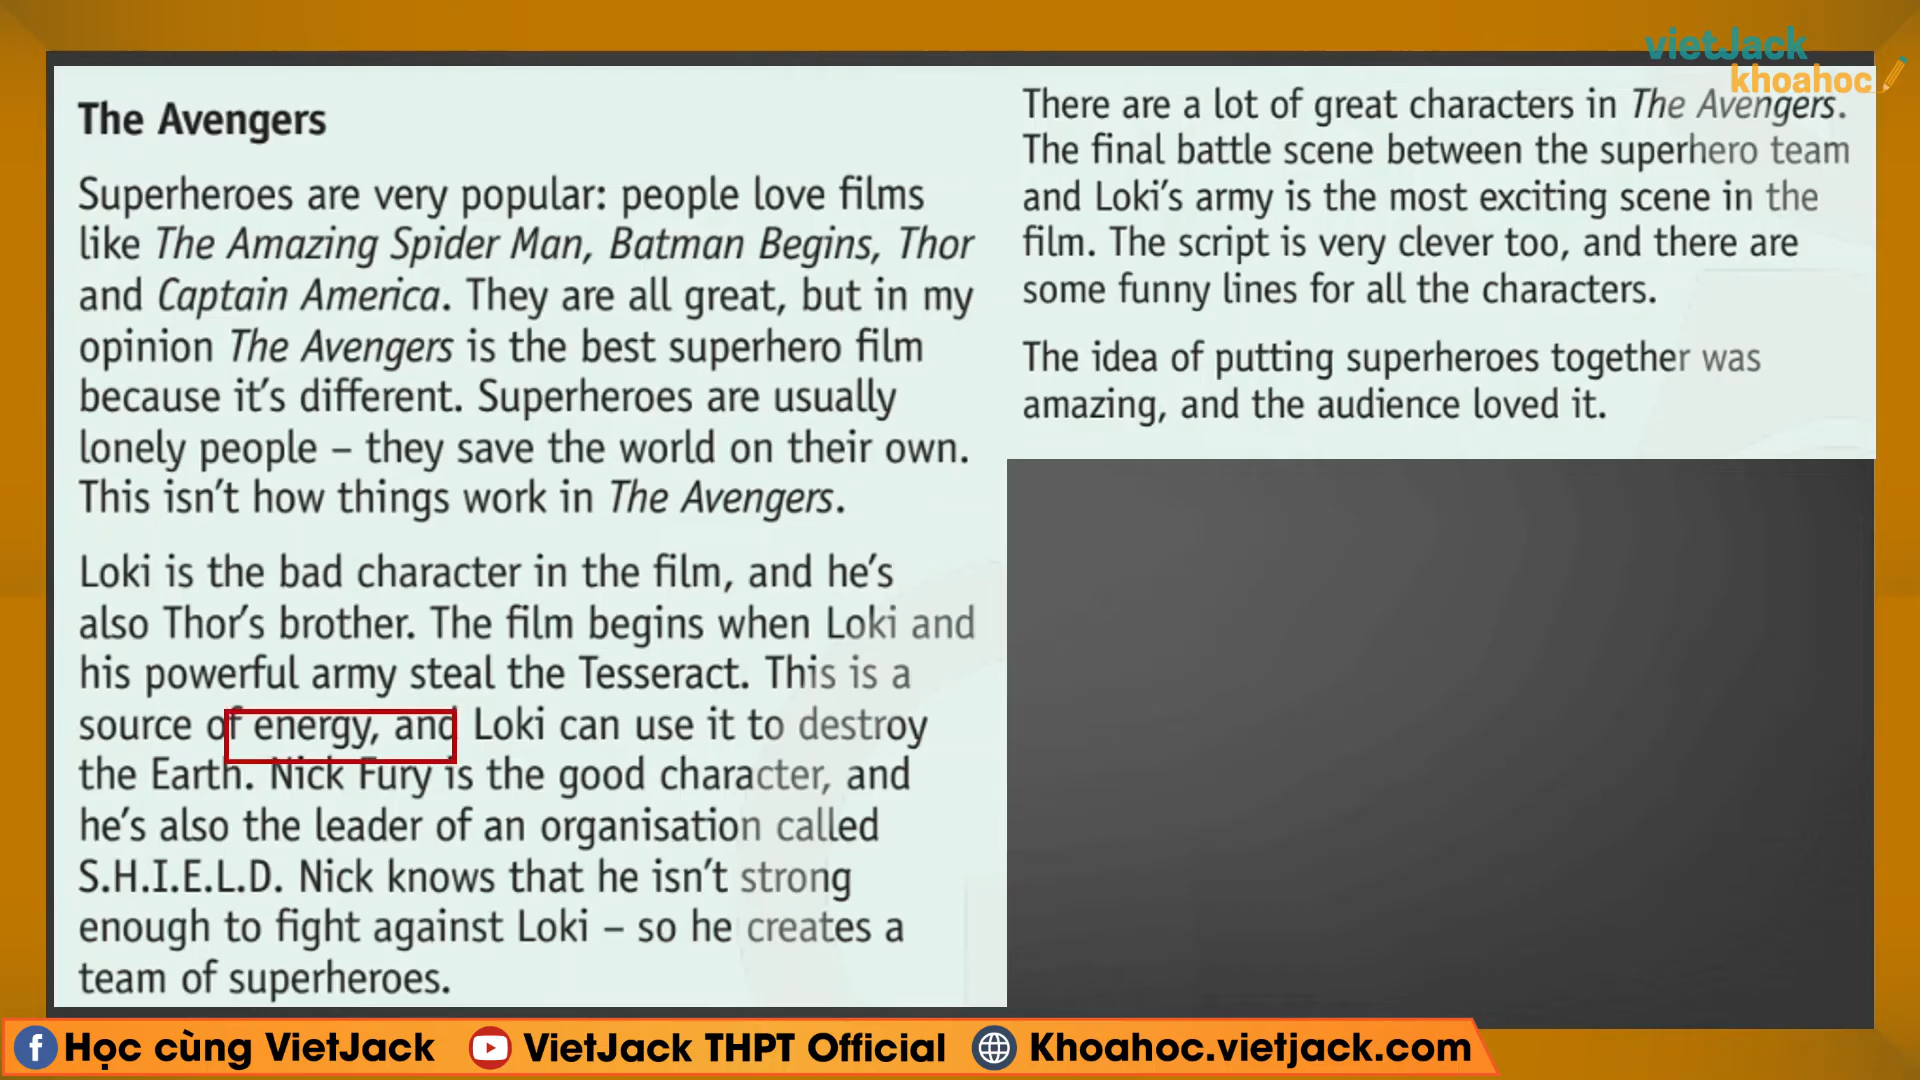 The Avengers
Superheroes are very popular: people love films
like The Amazing Spider Man, Batman Begins, Thor
and Captain America. They are all great, but in my
opinion The Avengers is the best superhero film
because it's different. Superheroes are usually
lonely people – they save the world on their own.
This isn't how things work in The Avengers.
Loki is the bad character in the film, and he's
also Thor's brother. The film begins when Loki and
his powerful army steal the Tesseract. This is a
source of energy, and Loki can use it to destroy
the Earth. Nick Fury is the good character, and
he's also the leader of an organisation called
S.H.I.E.L.D. Nick knows that he isn't strong
enough to fight against Loki – so he creates a
team of superheroes.
There are a lot of great characters in The Avengers.
The final battle scene between the superhero team
and Loki's army is the most exciting scene in the
film. The script is very clever too, and there are
some funny lines for all the characters.
The idea of putting superheroes together was
amazing, and the audience loved it.
vietJack
khoahoc
Học cùng VietJack
VietJack THPT Official
Khoahoc.vietjack.com